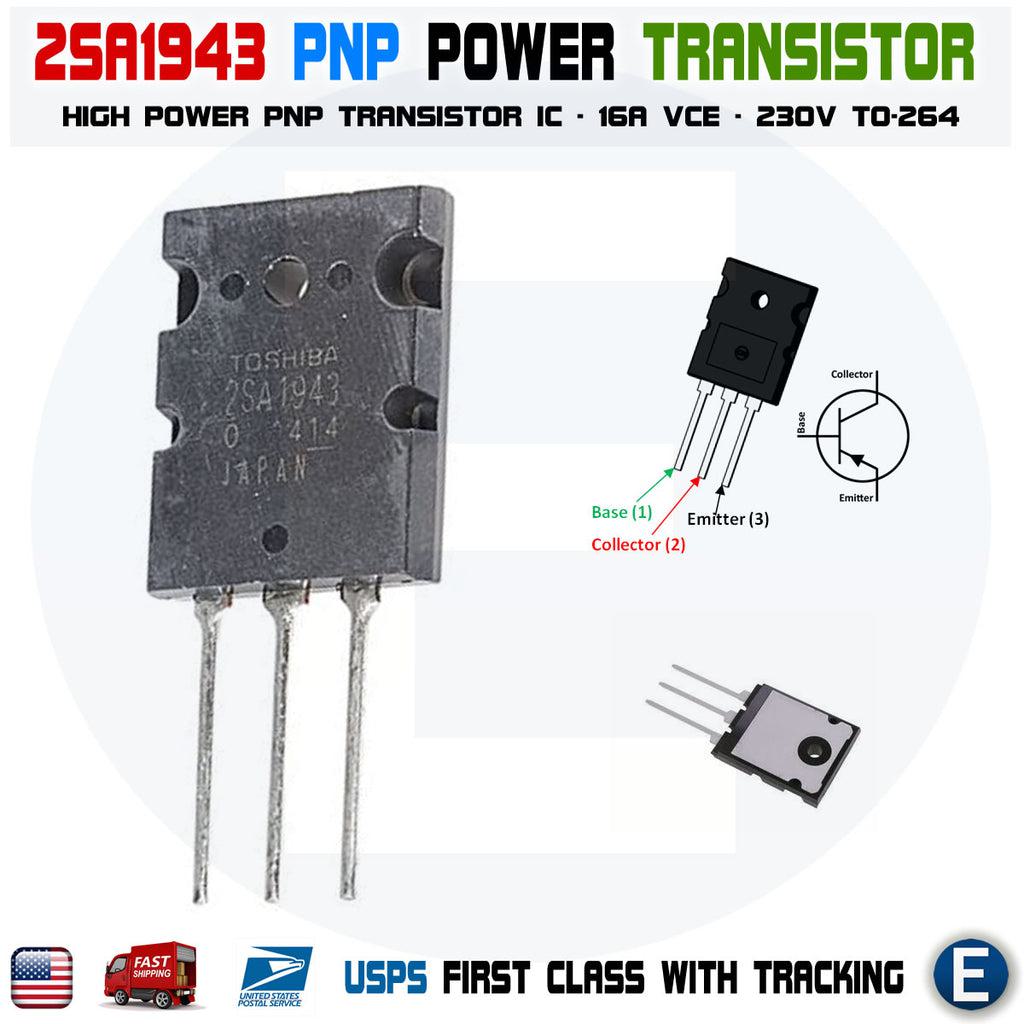 2SA1943 PNP POWER TRANSISTOR
HIGH POWER PNP TRANSISTOR IC - 16A VCE - 230V TO-264
TOSHIBA
2SA1943
O 414
JAPAN
Collector
Base
Emitter
Base (1)
Emitter (3)
Collector (2)
FAST
SHIPPING
UNITED STATES
POSTAL SERVICE
USPS FIRST CLASS WITH TRACKING
E